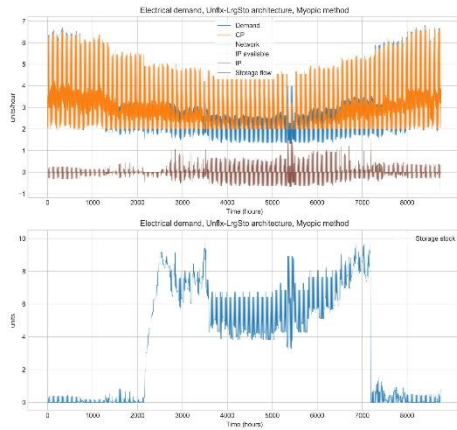 Electrical demand, Unflx-LrgSto architecture, Myopic method
Demand
CP
Network
IP available
IP
Storage flow
units/hour
7
6
5
4
3
2
1
0
-1
0 1000 2000 3000 4000 5000 6000 7000 8000
Time (hours)
Electrical demand, Unflx-LrgSto architecture, Myopic method
Storage stock
units
10
8
6
4
2
0
0 1000 2000 3000 4000 5000 6000 7000 8000
Time (hours)